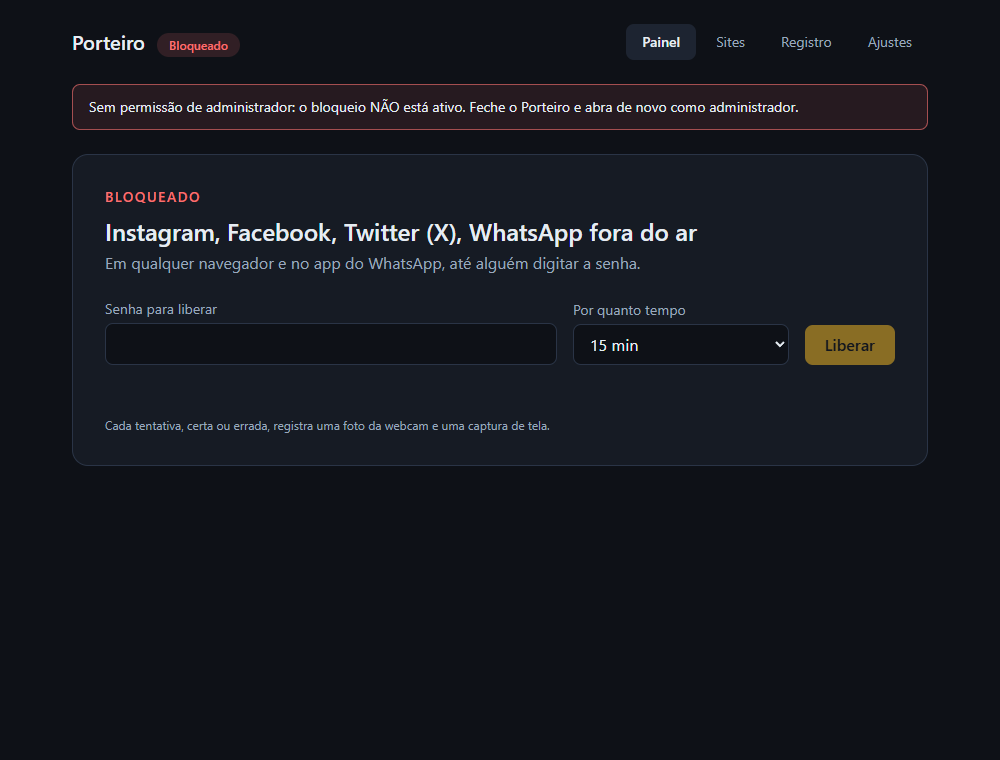 Porteiro
Bloqueado
Painel
Sites
Registro
Ajustes
Sem permissão de administrador: o bloqueio NÃO está ativo. Feche o Porteiro e abra de novo como administrador.
BLOQUEADO
Instagram, Facebook, Twitter (X), WhatsApp fora do ar
Em qualquer navegador e no app do WhatsApp, até alguém digitar a senha.
Senha para liberar
Por quanto tempo
15 min
Liberar
Cada tentativa, certa ou errada, registra uma foto da webcam e uma captura de tela.